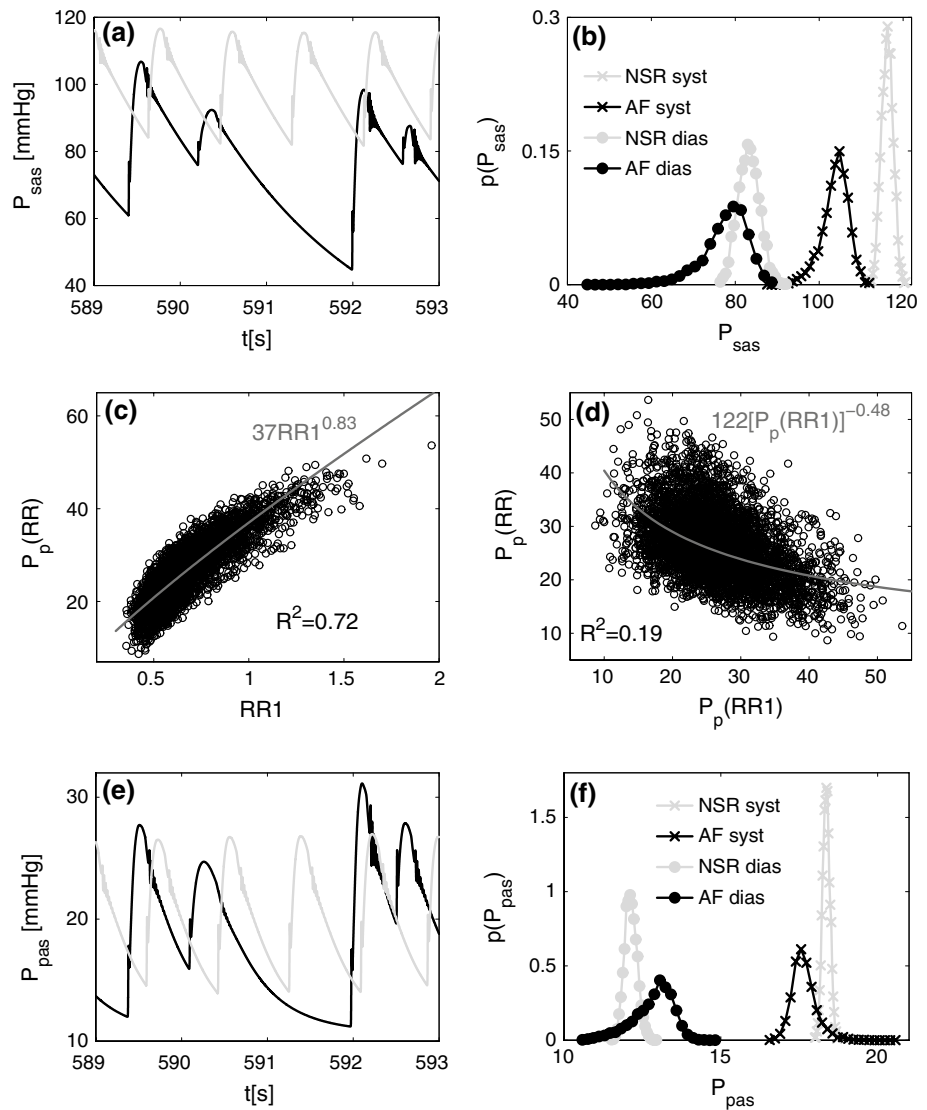 (a)
120
100
80
60
40
P_sas [mmHg]
589 590 591 592 593
t[s]
(b)
0.3
0.15
0
p(P_sas)
NSR syst
AF syst
NSR dias
AF dias
40 60 80 100 120
P_sas
(c)
60
40
20
P_p(RR)
37RR1^0.83
R^2=0.72
0.5 1 1.5 2
RR1
(d)
50
40
30
20
10
P_p(RR)
122[P_p(RR1)]^−0.48
R^2=0.19
10 20 30 40 50
P_p(RR1)
(e)
30
20
10
P_pas [mmHg]
589 590 591 592 593
t[s]
(f)
1.5
1
0.5
0
p(P_pas)
NSR syst
AF syst
NSR dias
AF dias
10 15 20
P_pas